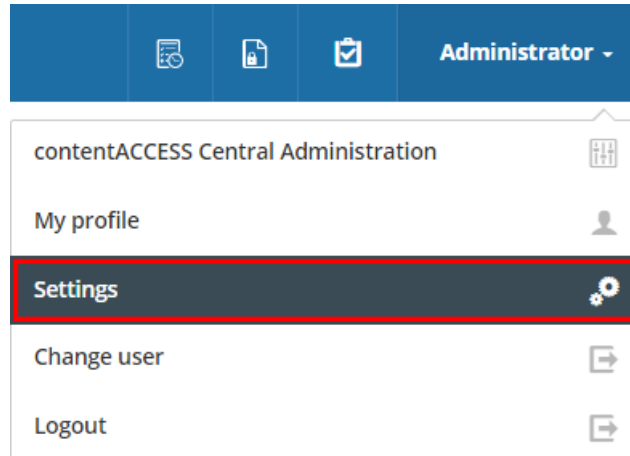 Administrator
contentACCESS Central Administration
My profile
Settings
Change user
Logout